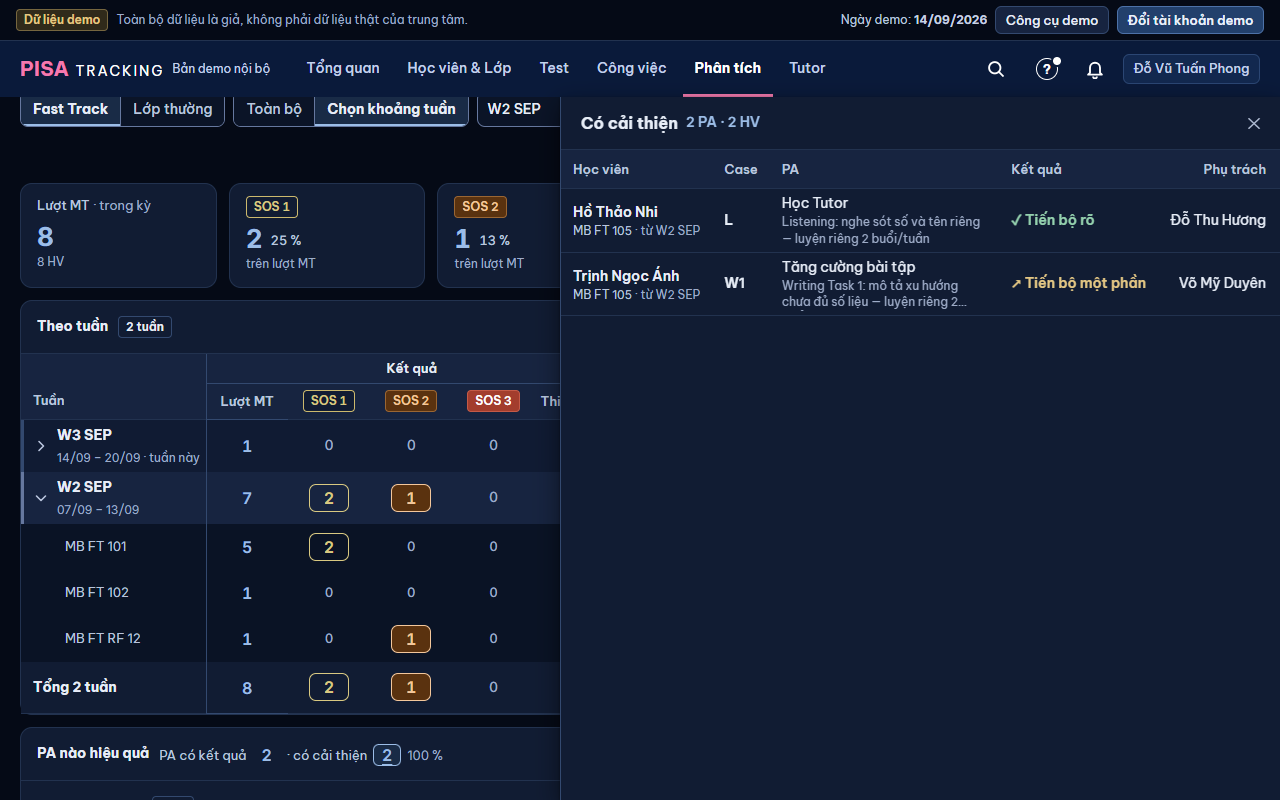 Dữ liệu demo Toàn bộ dữ liệu là giả, không phải dữ liệu thật của trung tâm. Ngày demo: 14/09/2026 Công cụ demo Đổi tài khoản demo
PISA TRACKING Bản demo nội bộ Tổng quan Học viên & Lớp Test Công việc Phân tích Tutor ? Đỗ Vũ Tuấn Phong
Fast Track Lớp thường Toàn bộ Chọn khoảng tuần W2 SEP
Lượt MT · trong kỳ
8
8 HV
SOS 1
2 25 %
trên lượt MT
SOS 2
1 13 %
trên lượt MT
Theo tuần 2 tuần
Kết quả
Tuần Lượt MT SOS 1 SOS 2 SOS 3 Thi
W3 SEP
14/09 – 20/09 · tuần này 1 0 0 0
W2 SEP
07/09 – 13/09 7 2 1 0
MB FT 101 5 2 0 0
MB FT 102 1 0 0 0
MB FT RF 12 1 0 1 0
Tổng 2 tuần 8 2 1 0
PA nào hiệu quả PA có kết quả 2 · có cải thiện 2 100 %
Có cải thiện 2 PA · 2 HV
Học viên Case PA Kết quả Phụ trách
Hồ Thảo Nhi
MB FT 105 · từ W2 SEP
L
Học Tutor
Listening: nghe sót số và tên riêng
— luyện riêng 2 buổi/tuần
✓ Tiến bộ rõ
Đỗ Thu Hương
Trịnh Ngọc Ánh
MB FT 105 · từ W2 SEP
W1
Tăng cường bài tập
Writing Task 1: mô tả xu hướng
chưa đủ số liệu — luyện riêng 2...
↗ Tiến bộ một phần
Võ Mỹ Duyên